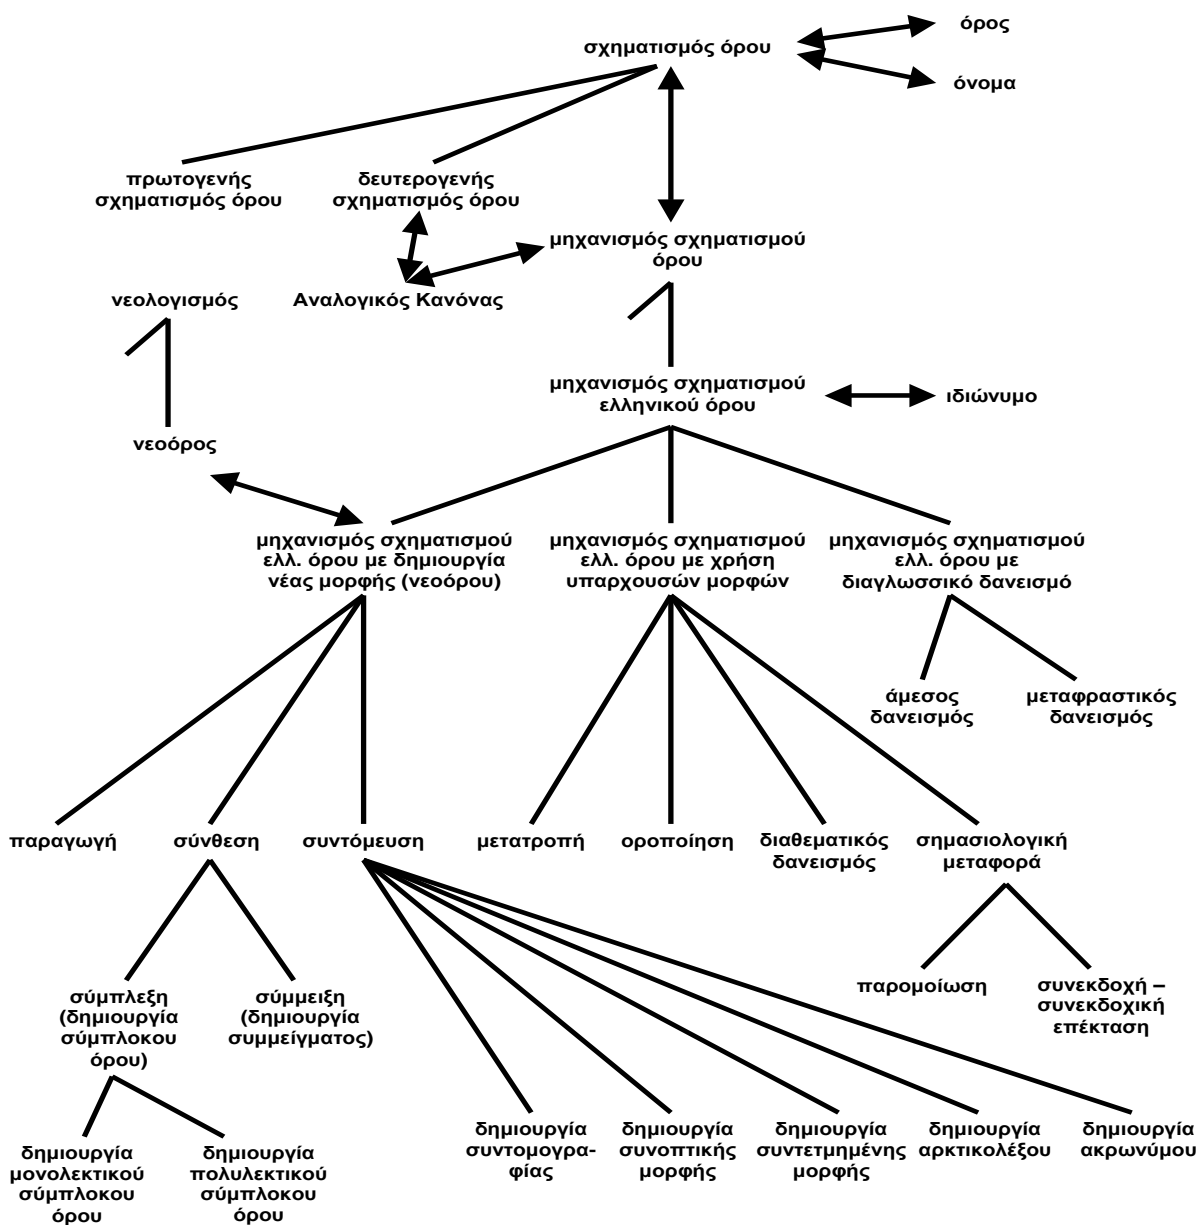 όρος
σχηματισμός όρου
όνομα
πρωτογενής
σχηματισμός όρου
δευτερογενής
σχηματισμός όρου
μηχανισμός σχηματισμού
όρου
νεολογισμός
Αναλογικός Κανόνας
μηχανισμός σχηματισμού
ελληνικού όρου
ιδιώνυμο
νεοόρος
μηχανισμός σχηματισμού
ελλ. όρου με δημιουργία
νέας μορφής (νεοόρου)
μηχανισμός σχηματισμού
ελλ. όρου με χρήση
υπαρχουσών μορφών
μηχανισμός σχηματισμού
ελλ. όρου με
διαγλωσσικό δανεισμό
άμεσος
δανεισμός
μεταφραστικός
δανεισμός
παραγωγή
σύνθεση
συντόμευση
μετατροπή
οροποίηση
διαθεματικός
δανεισμός
σημασιολογική
μεταφορά
σύμπλεξη
(δημιουργία
σύμπλοκου
όρου)
σύμμειξη
(δημιουργία
συμμείγματος)
παρομοίωση
συνεκδοχή –
συνεκδοχική
επέκταση
δημιουργία
μονολεκτικού
σύμπλοκου
όρου
δημιουργία
πολυλεκτικού
σύμπλοκου
όρου
δημιουργία
συντομογρα-
φίας
δημιουργία
συνοπτικής
μορφής
δημιουργία
συντετμημένης
μορφής
δημιουργία
αρκτικολέξου
δημιουργία
ακρωνύμου